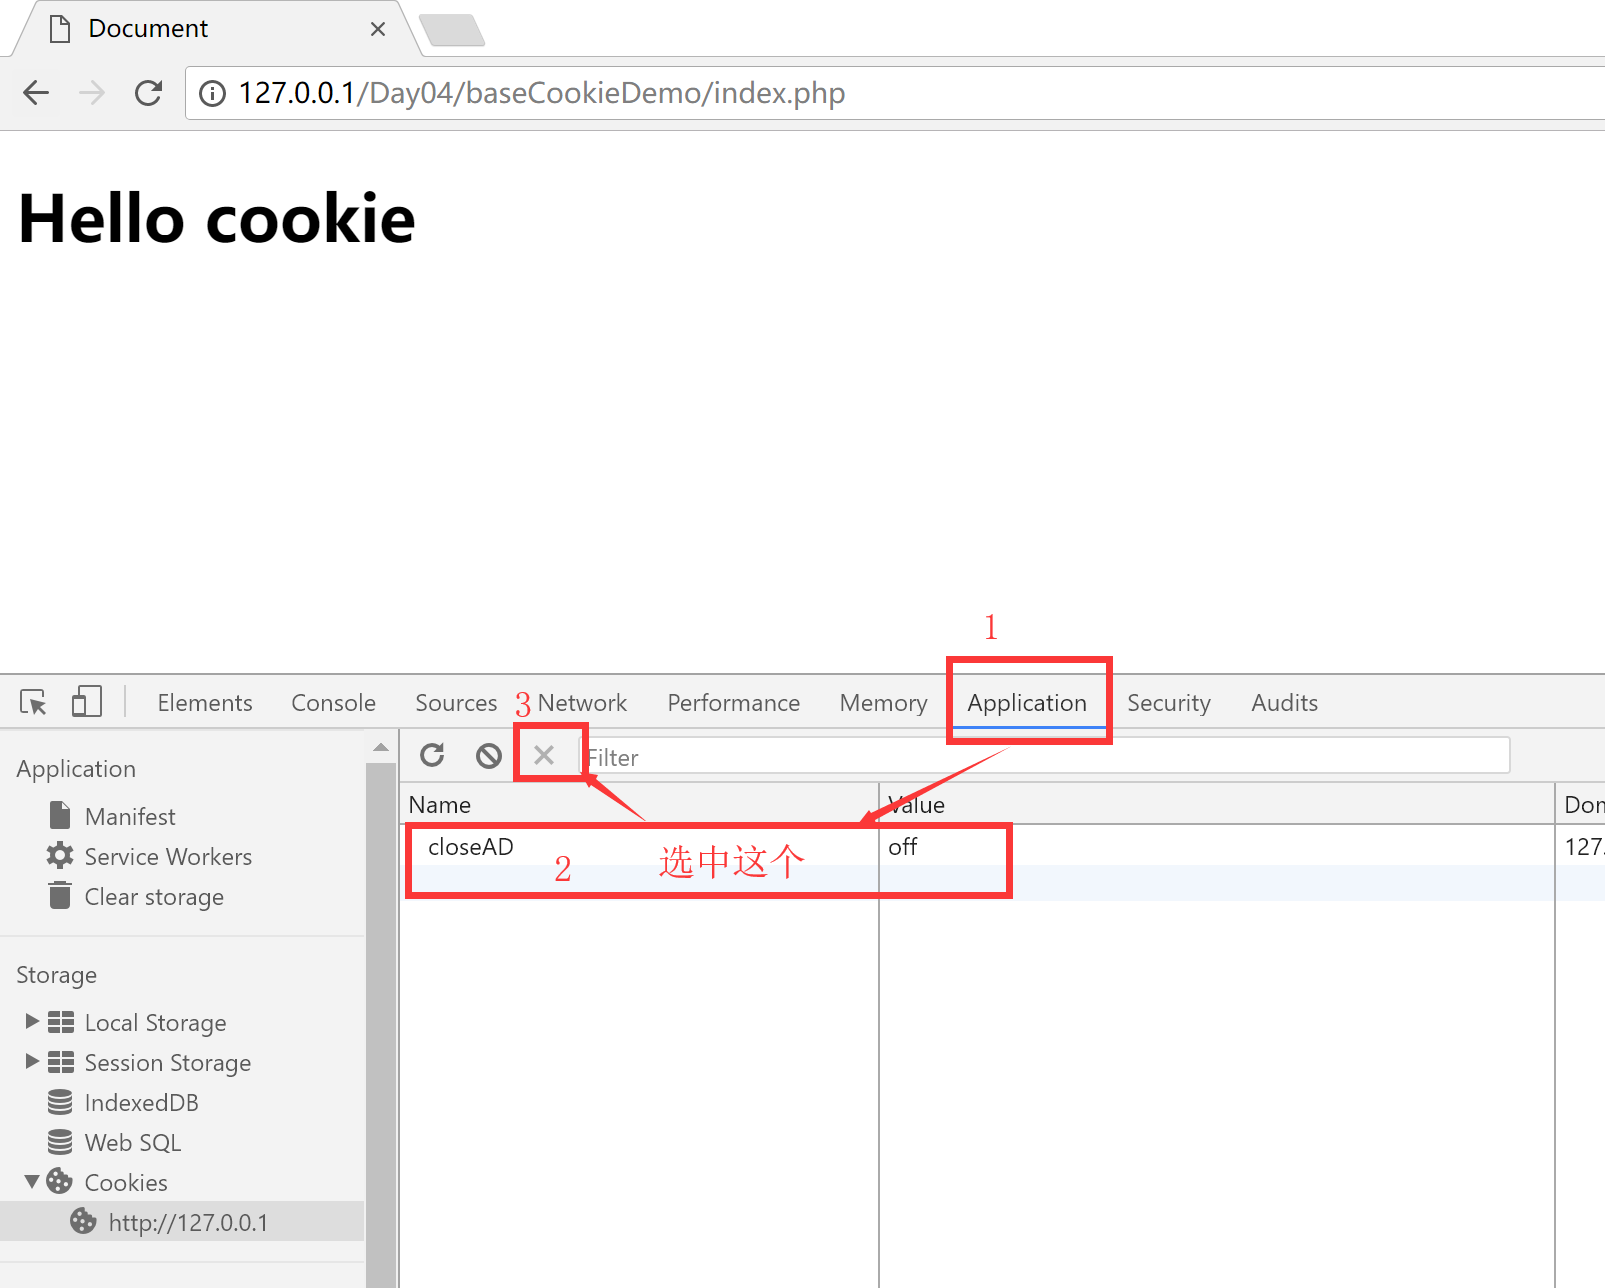 Document
127.0.0.1/Day04/baseCookieDemo/index.php
Hello cookie
1
Elements Console Sources 3 Network Performance Memory Application Security Audits
Application
Manifest
Service Workers
Clear storage
Storage
Local Storage
Session Storage
IndexedDB
Web SQL
Cookies
http://127.0.0.1
Filter
Name Value Don
closeAD off 127.
2 选中这个